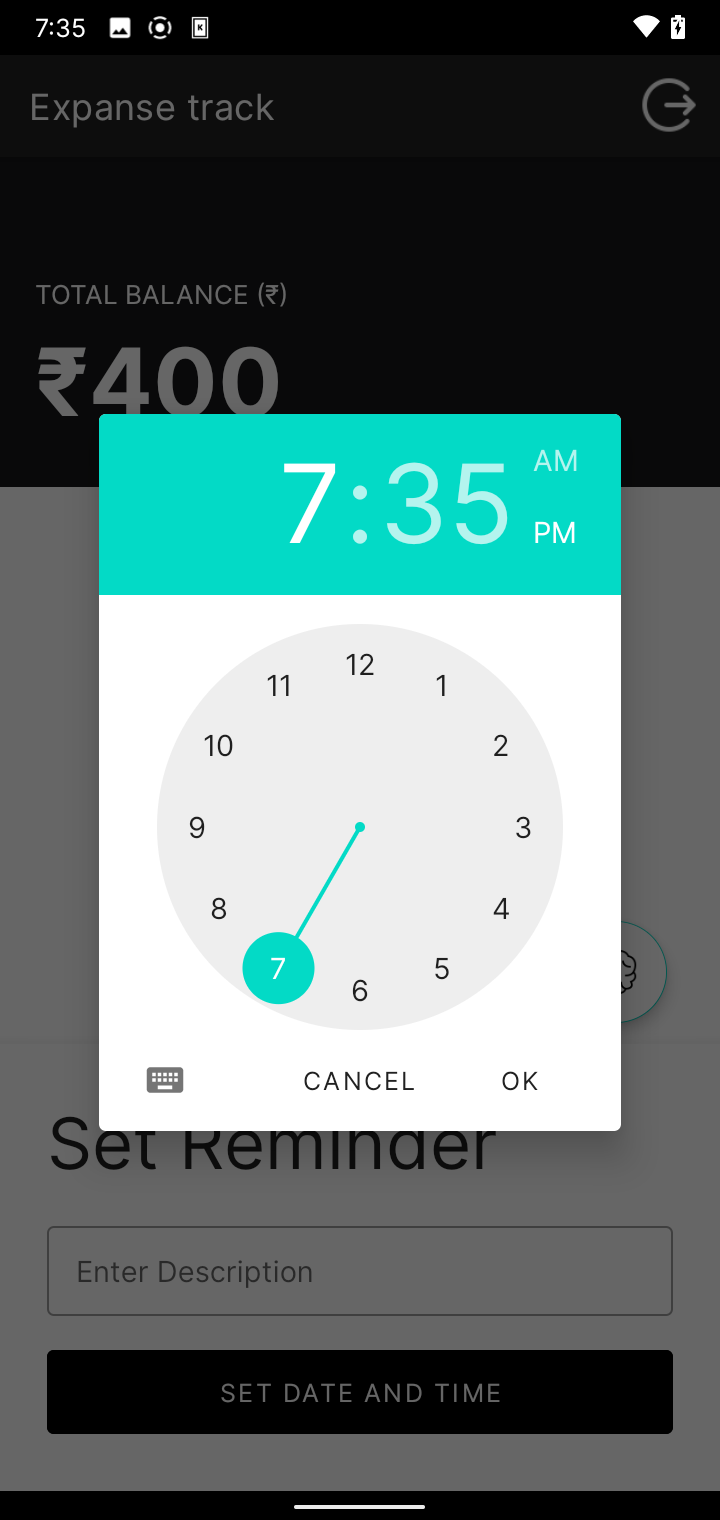 7:35
Expanse track
TOTAL BALANCE (₹)
₹400
7:35
AM
PM
12
11
1
10
2
9
3
8
4
7
5
6
CANCEL
OK
Set Reminder
Enter Description
SET DATE AND TIME